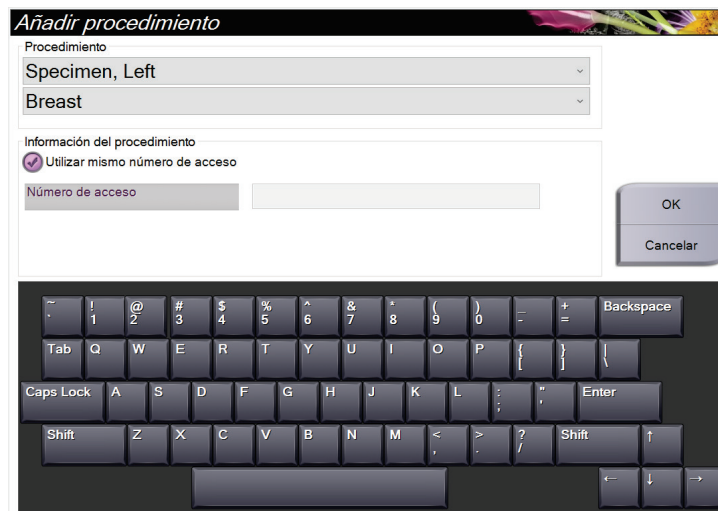 Añadir procedimiento
Procedimiento
Specimen, Left
Breast
Información del procedimiento
Utilizar mismo número de acceso
Número de acceso
OK
Cancelar
~ ! @ # $ % ^ & * ( ) _ + Backspace
` 1 2 3 4 5 6 7 8 9 0 - =
Tab Q W E R T Y U I O P { } |
[ ] \
Caps Lock A S D F G H J K L : " Enter
; '
Shift Z X C V B N M < > ? Shift ↑
, . /
← ↓ →